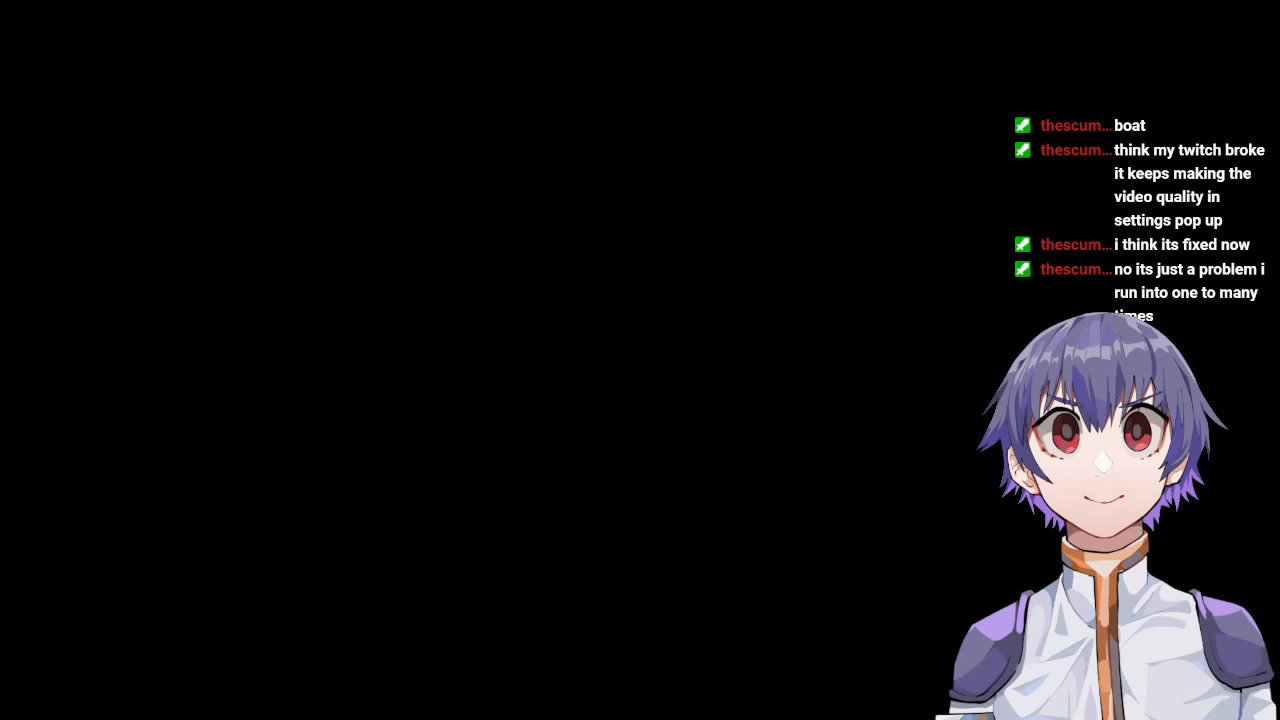 thescum... boat
thescum... think my twitch broke
it keeps making the
video quality in
settings pop up
thescum... i think its fixed now
thescum... no its just a problem i
run into one to many
times